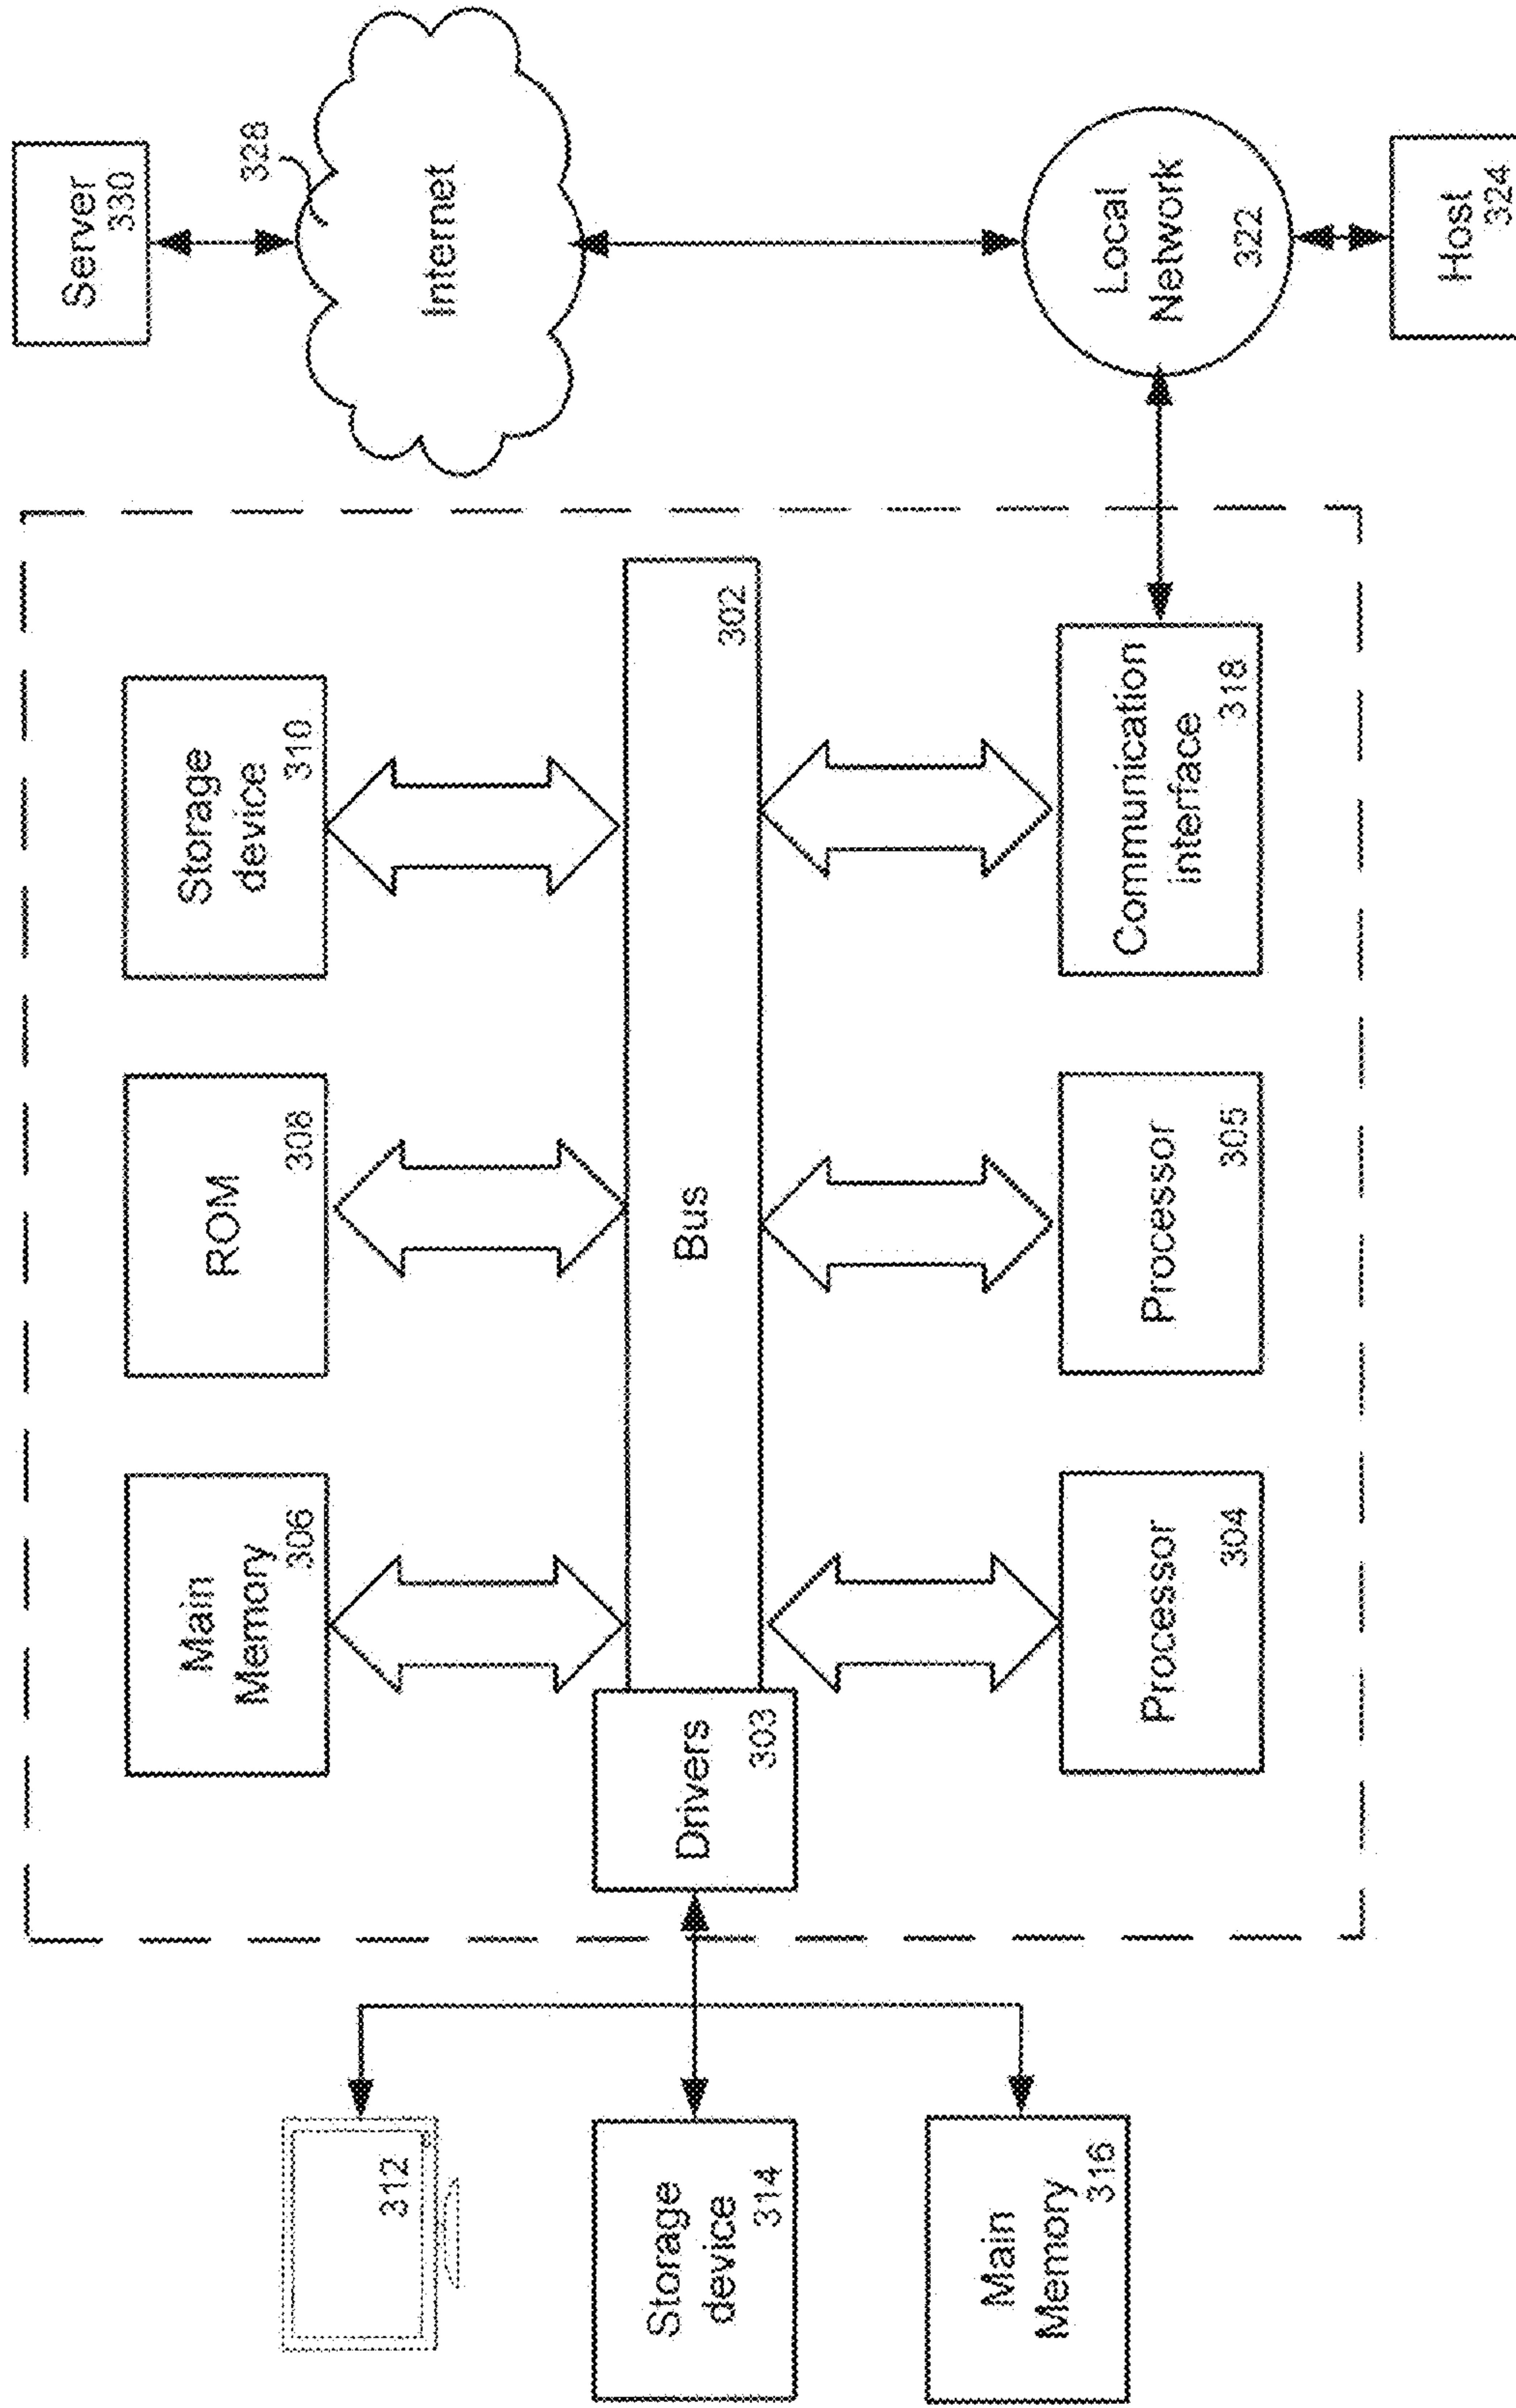 312
Storage
device
314
Main
Memory
316
Drivers
303
Main
Memory
306
ROM
308
Storage
device
310
Bus
302
Processor
304
Processor
305
Communication
interface
318
Server
330
328
Internet
Local
Network
322
Host
324